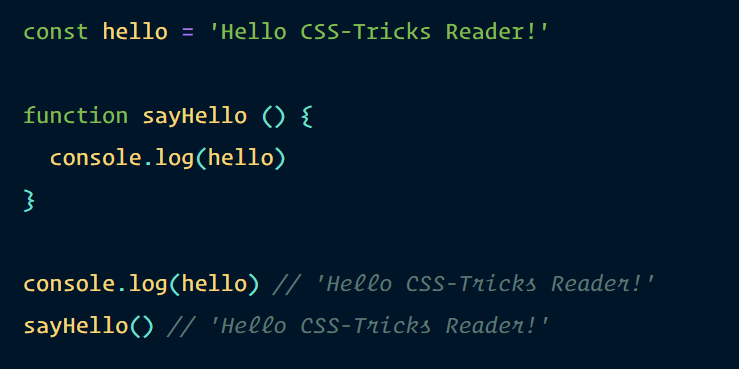 const hello = 'Hello CSS-Tricks Reader!'
function sayHello () {
console.log(hello)
}
console.log(hello) // 'Hello CSS-Tricks Reader!'
sayHello() // 'Hello CSS-Tricks Reader!'